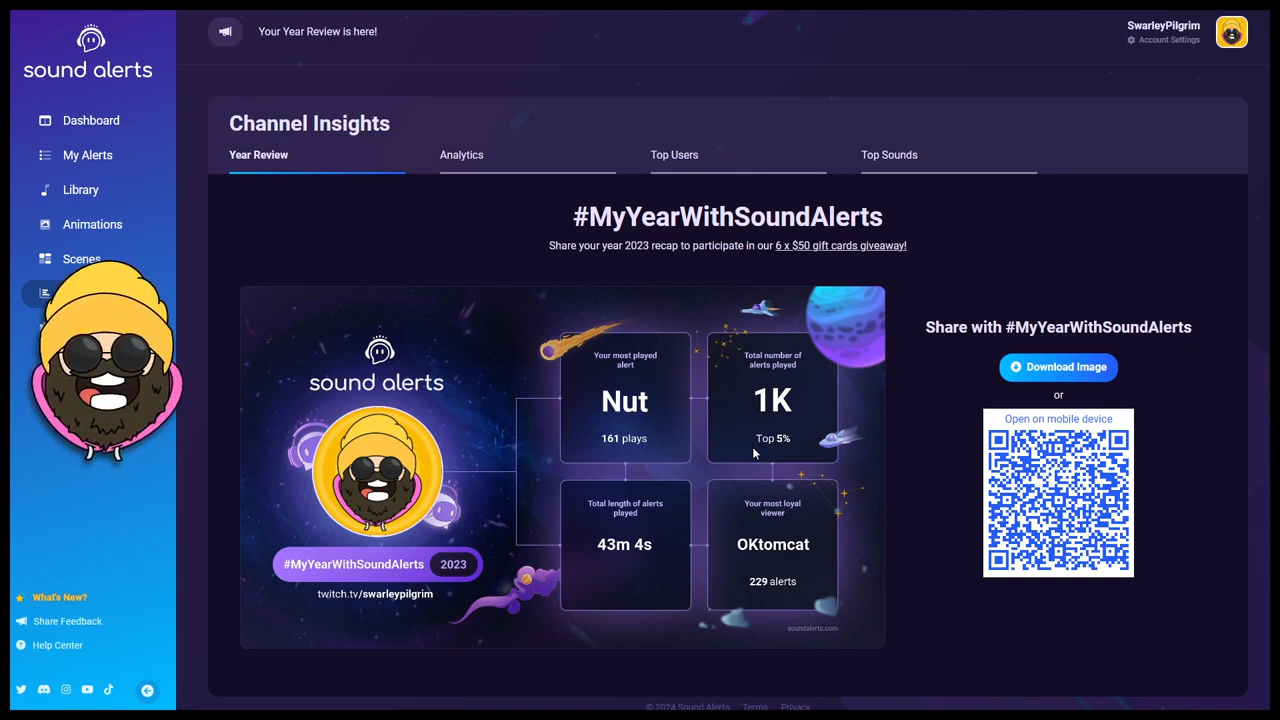 sound alerts
Dashboard
My Alerts
Library
Animations
Scenes
What's New?
Share Feedback
Help Center
Your Year Review is here!
SwarleyPilgrim
Account Settings
Channel Insights
Year Review
Analytics
Top Users
Top Sounds
#MyYearWithSoundAlerts
Share your year 2023 recap to participate in our 6 x $50 gift cards giveaway!
sound alerts
#MyYearWithSoundAlerts 2023
twitch.tv/swarleypilgrim
Your most played
alert
Nut
161 plays
Total number of
alerts played
1K
Top 5%
Total length of alerts
played
43m 4s
Your most loyal
viewer
OKtomcat
229 alerts
soundalerts.com
Share with #MyYearWithSoundAlerts
Download Image
or
Open on mobile device
© 2024 Sound Alerts
Terms
Privacy